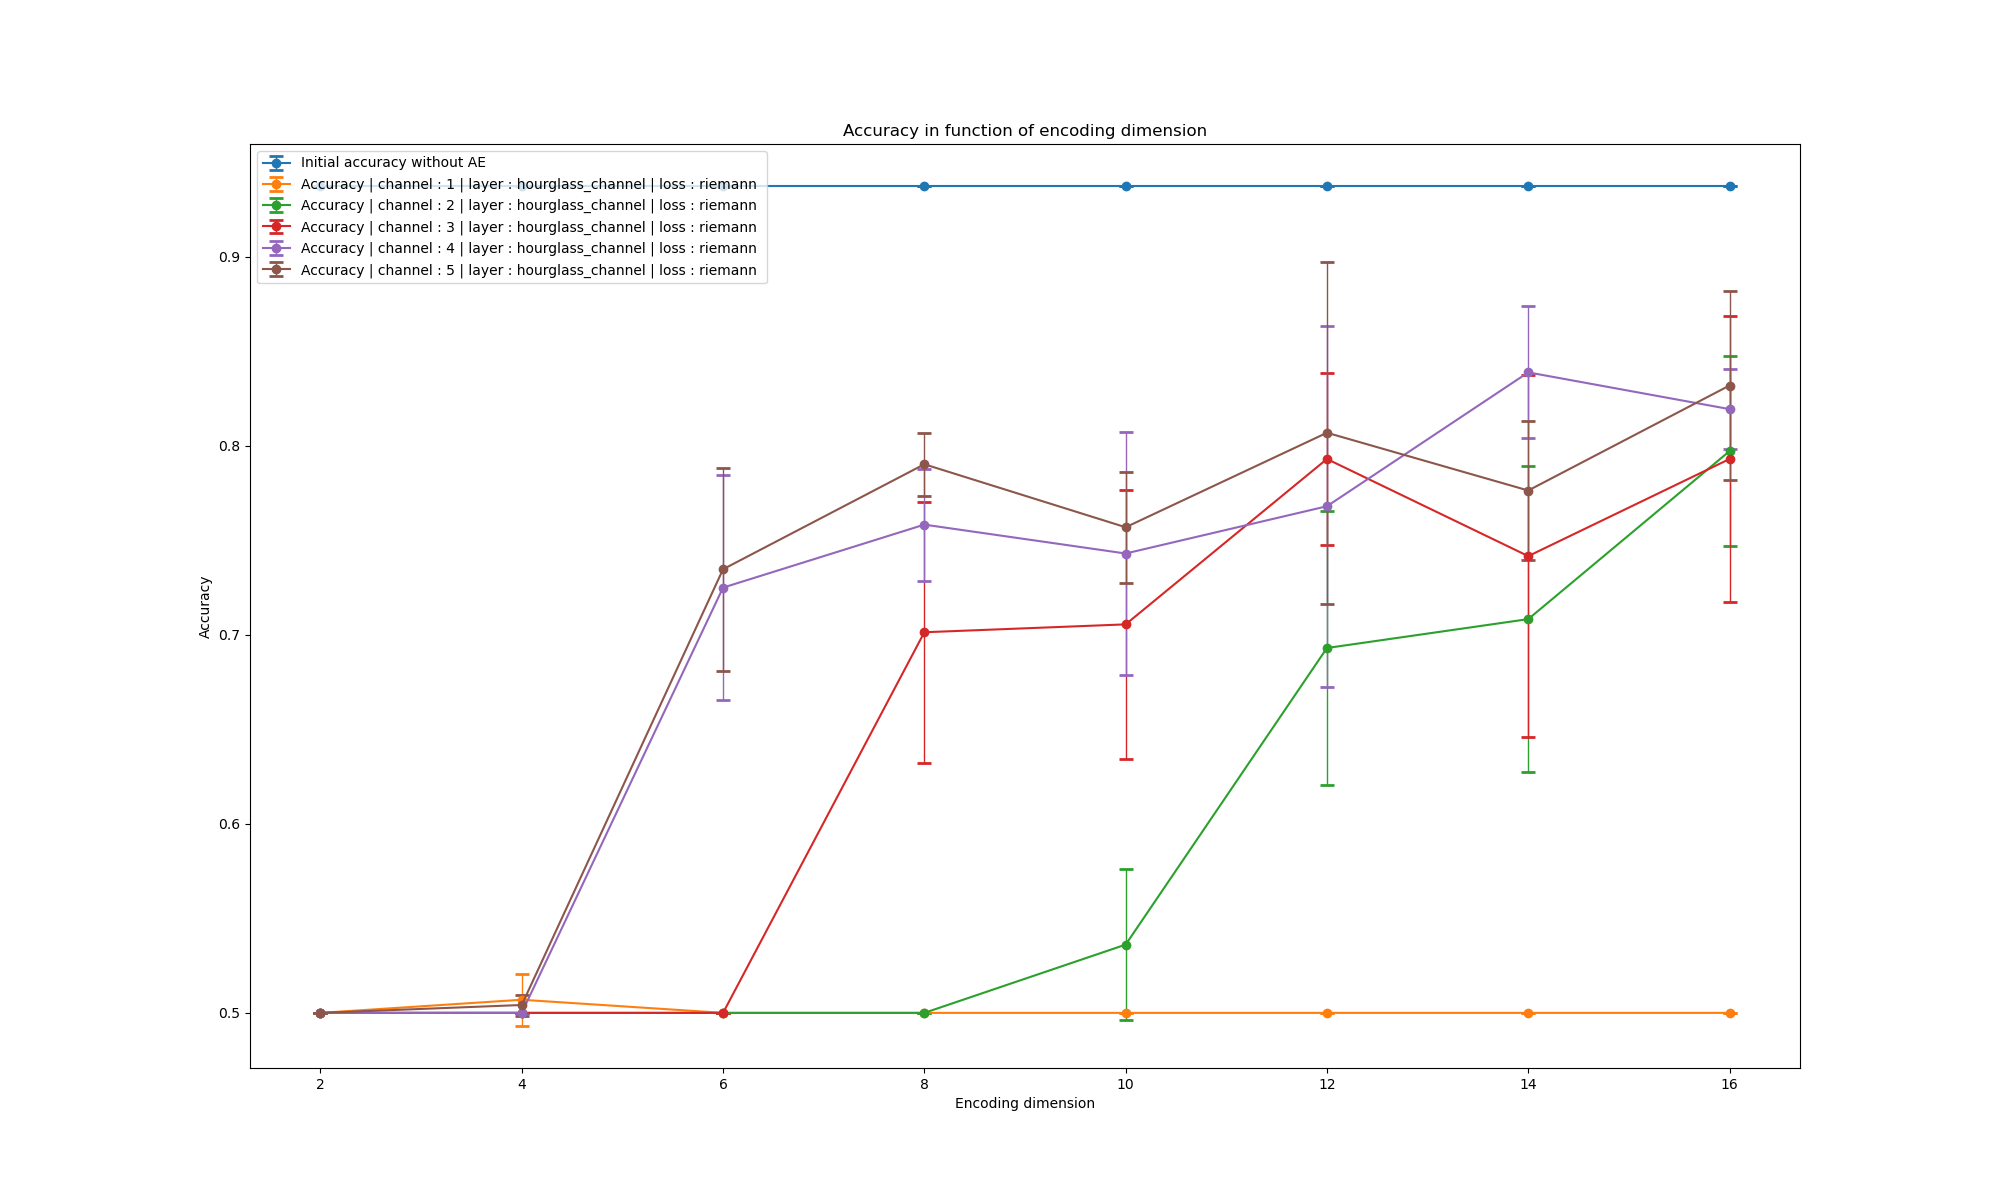 Accuracy in function of encoding dimension
Initial accuracy without AE
Accuracy | channel : 1 | layer : hourglass_channel | loss : riemann
Accuracy | channel : 2 | layer : hourglass_channel | loss : riemann
Accuracy | channel : 3 | layer : hourglass_channel | loss : riemann
Accuracy | channel : 4 | layer : hourglass_channel | loss : riemann
Accuracy | channel : 5 | layer : hourglass_channel | loss : riemann
0.9
0.8
0.7
0.6
0.5
Accuracy
2 4 6 8 10 12 14 16
Encoding dimension